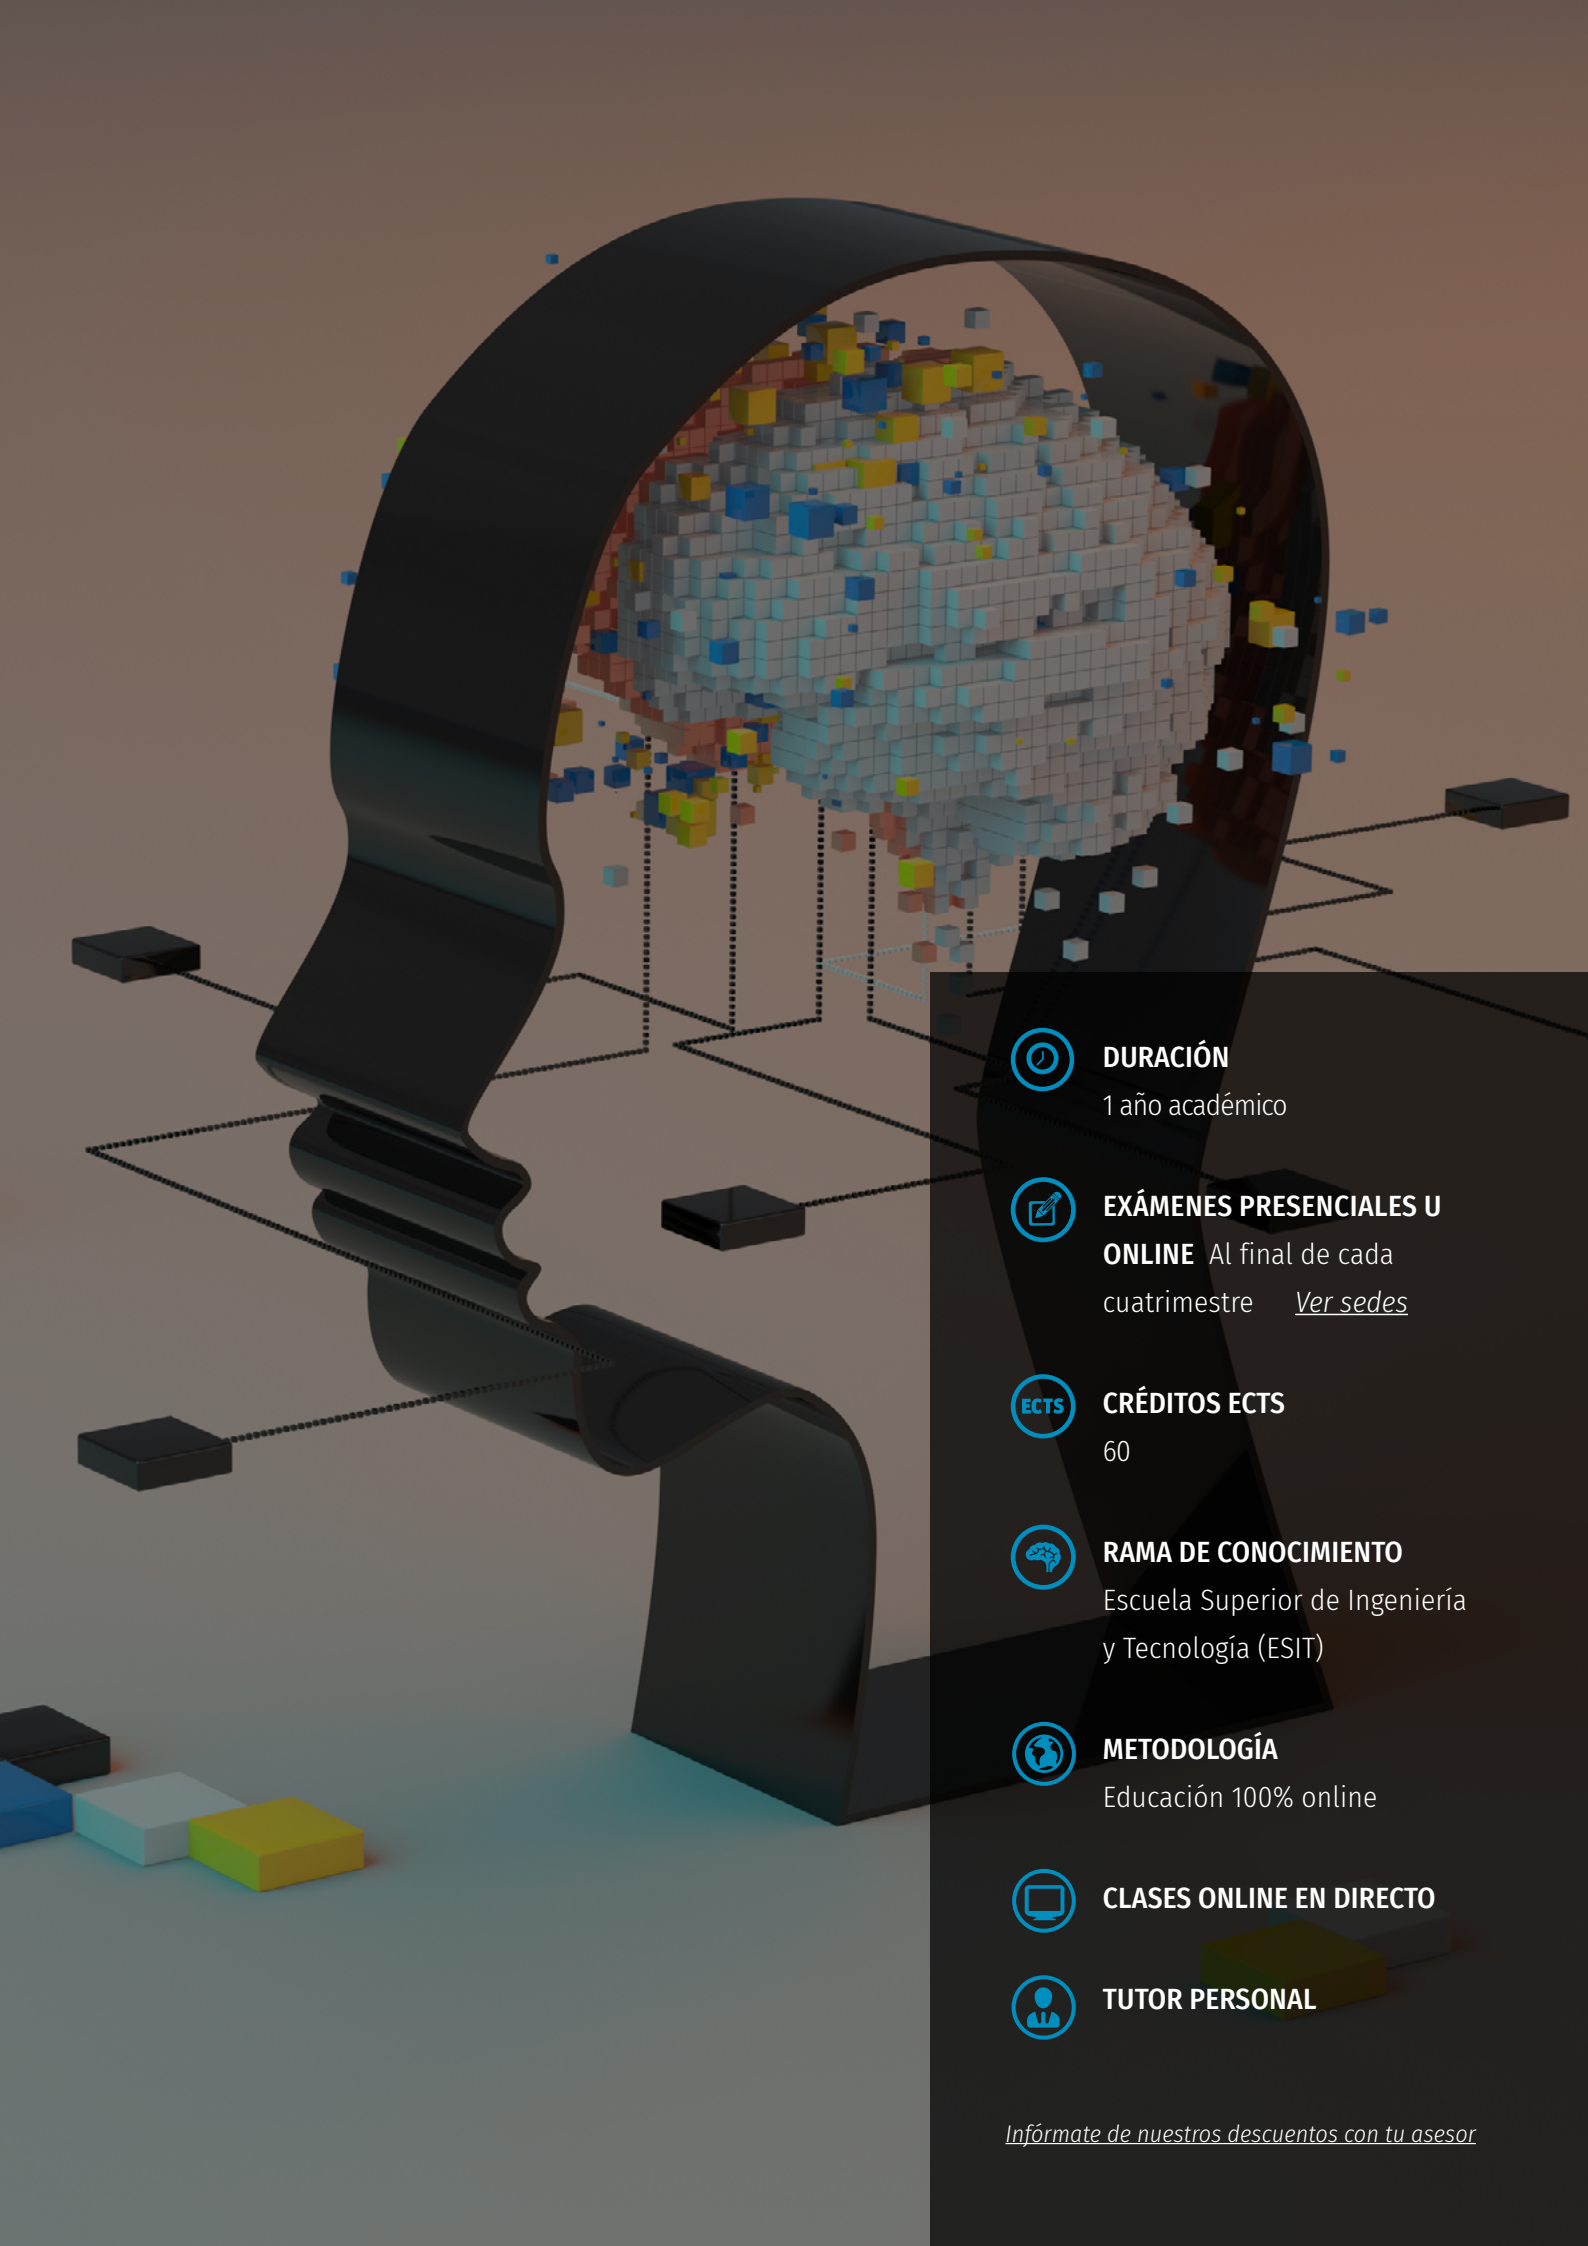 DURACIÓN
1 año académico
EXÁMENES PRESENCIALES U
ONLINE Al final de cada
cuatrimestre Ver sedes
ECTS
CRÉDITOS ECTS
60
RAMA DE CONOCIMIENTO
Escuela Superior de Ingeniería
y Tecnología (ESIT)
METODOLOGÍA
Educación 100% online
CLASES ONLINE EN DIRECTO
TUTOR PERSONAL
Infórmate de nuestros descuentos con tu asesor